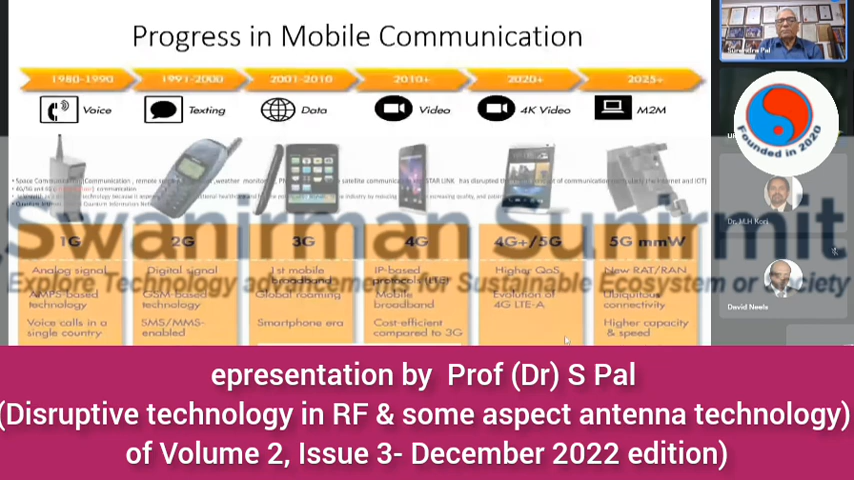 Progress in Mobile Communication
1980-1990 1991-2000 2001-2010 2010+ 2020+ 2025+
Voice Texting Data Video 4K Video M2M
Surendra Pal
Founded in 2020
Dr. M.H Kori
David Neels
Swanirman Sunirmit
Explore Technology advancements for Sustainable Ecosystem or Society
1G 2G 3G 4G 4G+/5G 5G mmW
Analog signal Digital signal 1st mobile broadband IP-based protocols (LTE) Higher QoS New RAT/RAN
AMPS-based technology GSM-based technology Global roaming Mobile broadband Evolution of 4G LTE-A Ubiquitous connectivity
Voice calls in a single country SMS/MMS-enabled Smartphone era Cost-efficient compared to 3G Higher capacity & speed
epresentation by Prof (Dr) S Pal
(Disruptive technology in RF & some aspect antenna technology)
of Volume 2, Issue 3- December 2022 edition)